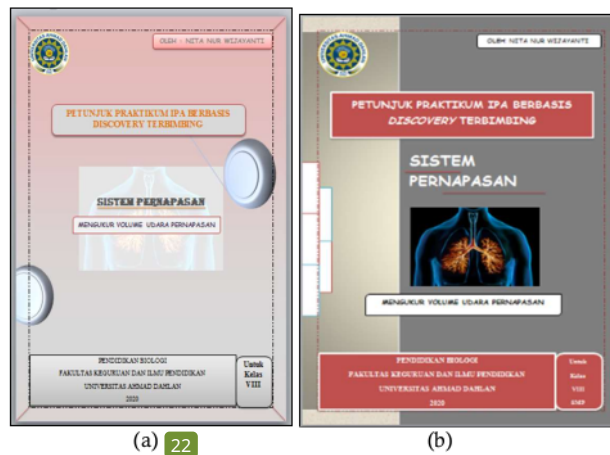 OLEH : NITA NUR WIJAYANTI
PETUNJUK PRAKTIKUM IPA BERBASIS
DISCOVERY TERBIMBING
SISTEM PERNAPASAN
MENGUKUR VOLUME UDARA PERNAPASAN
PENDIDIKAN BIOLOGI
FAKULTAS KEGURUAN DAN ILMU PENDIDIKAN
UNIVERSITAS AHMAD DAHLAN
2020
Untuk
Kelas
VIII
(a) 22
OLEH: NITA NUR WIJAYANTI
PETUNJUK PRAKTIKUM IPA BERBASIS
DISCOVERY TERBIMBING
SISTEM
PERNAPASAN
MENGUKUR VOLUME UDARA PERNAPASAN
PENDIDIKAN BIOLOGI
FAKULTAS KEGURUAN DAN ILMU PENDIDIKAN
UNIVERSITAS AHMAD DAHLAN
2020
Untuk
Kelas
VIII
SMP
(b)